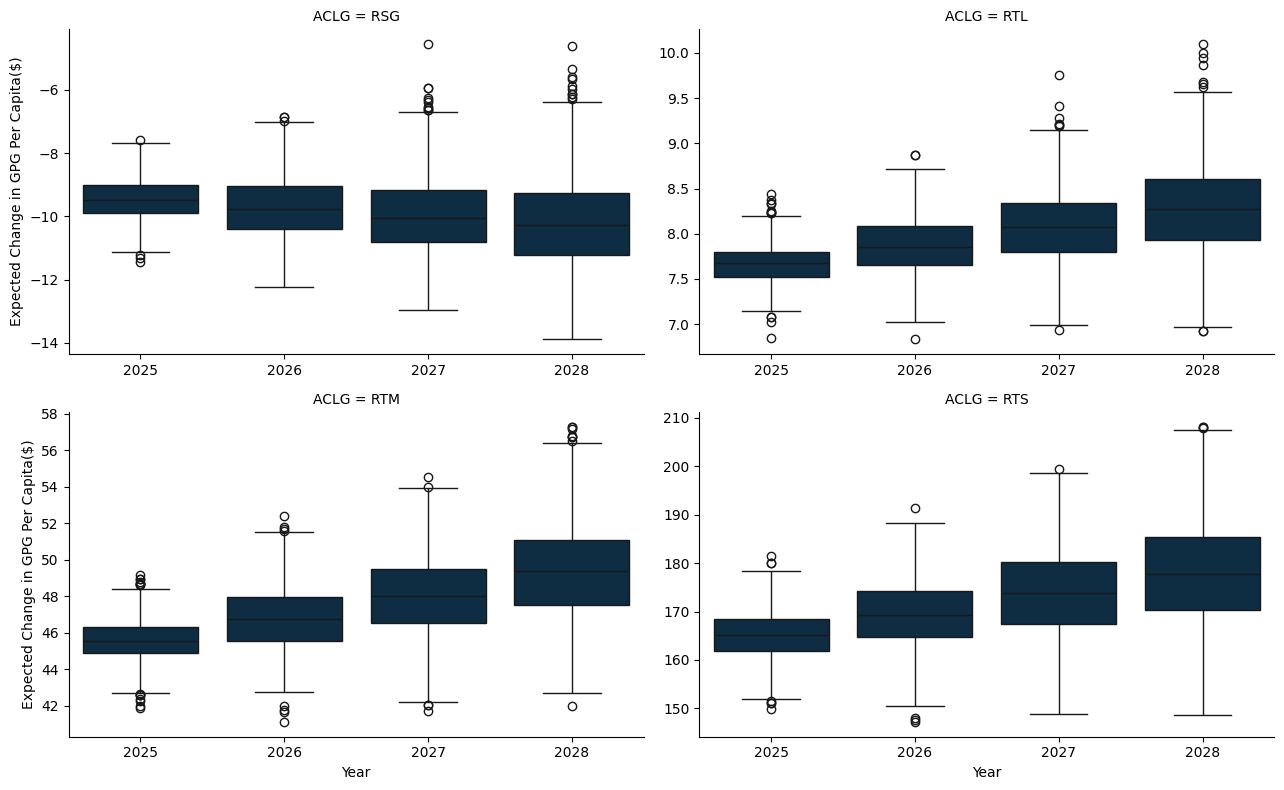 ACLG = RSG
Expected Change in GPG Per Capita($)
−6
−8
−10
−12
−14
2025 2026 2027 2028
ACLG = RTL
10.0
9.5
9.0
8.5
8.0
7.5
7.0
2025 2026 2027 2028
ACLG = RTM
Expected Change in GPG Per Capita($)
58
56
54
52
50
48
46
44
42
2025 2026 2027 2028
Year
ACLG = RTS
210
200
190
180
170
160
150
2025 2026 2027 2028
Year